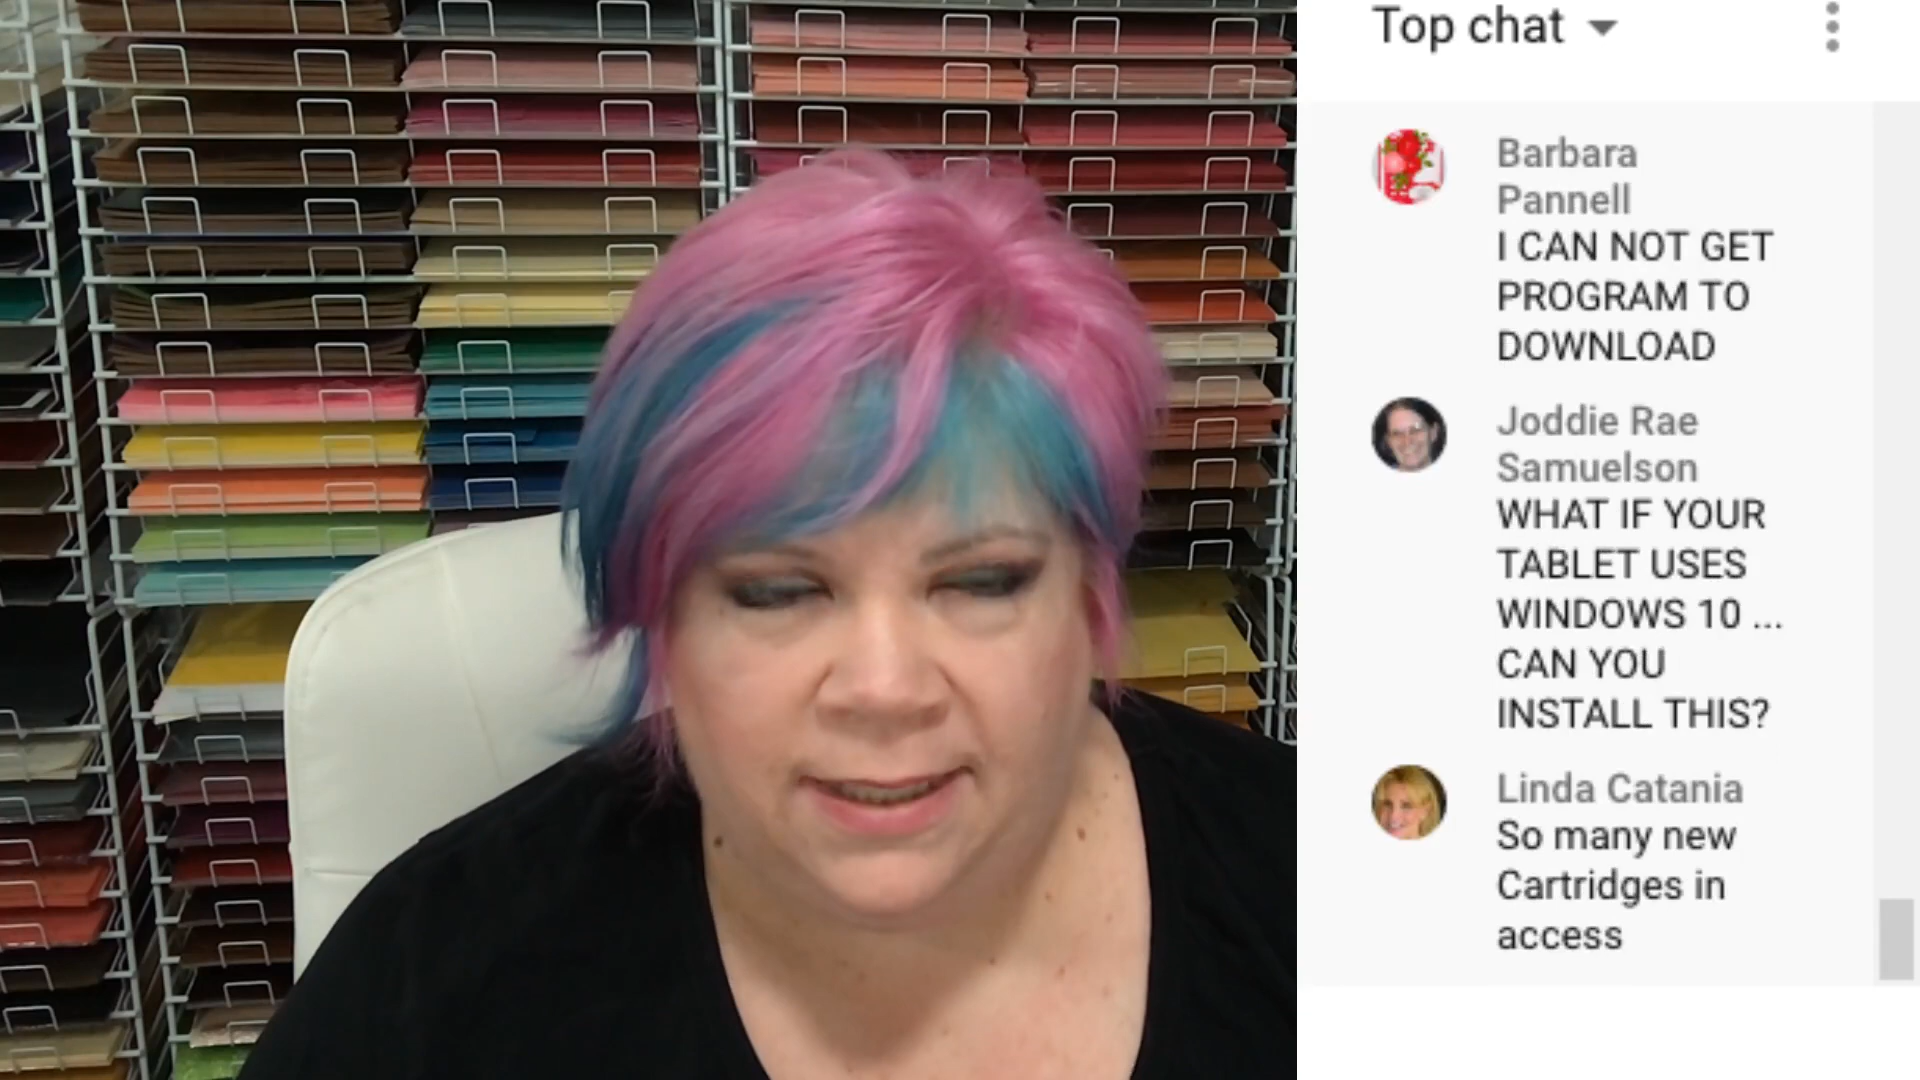 Top chat
Barbara
Pannell
I CAN NOT GET
PROGRAM TO
DOWNLOAD
Joddie Rae
Samuelson
WHAT IF YOUR
TABLET USES
WINDOWS 10 ...
CAN YOU
INSTALL THIS?
Linda Catania
So many new
Cartridges in
access